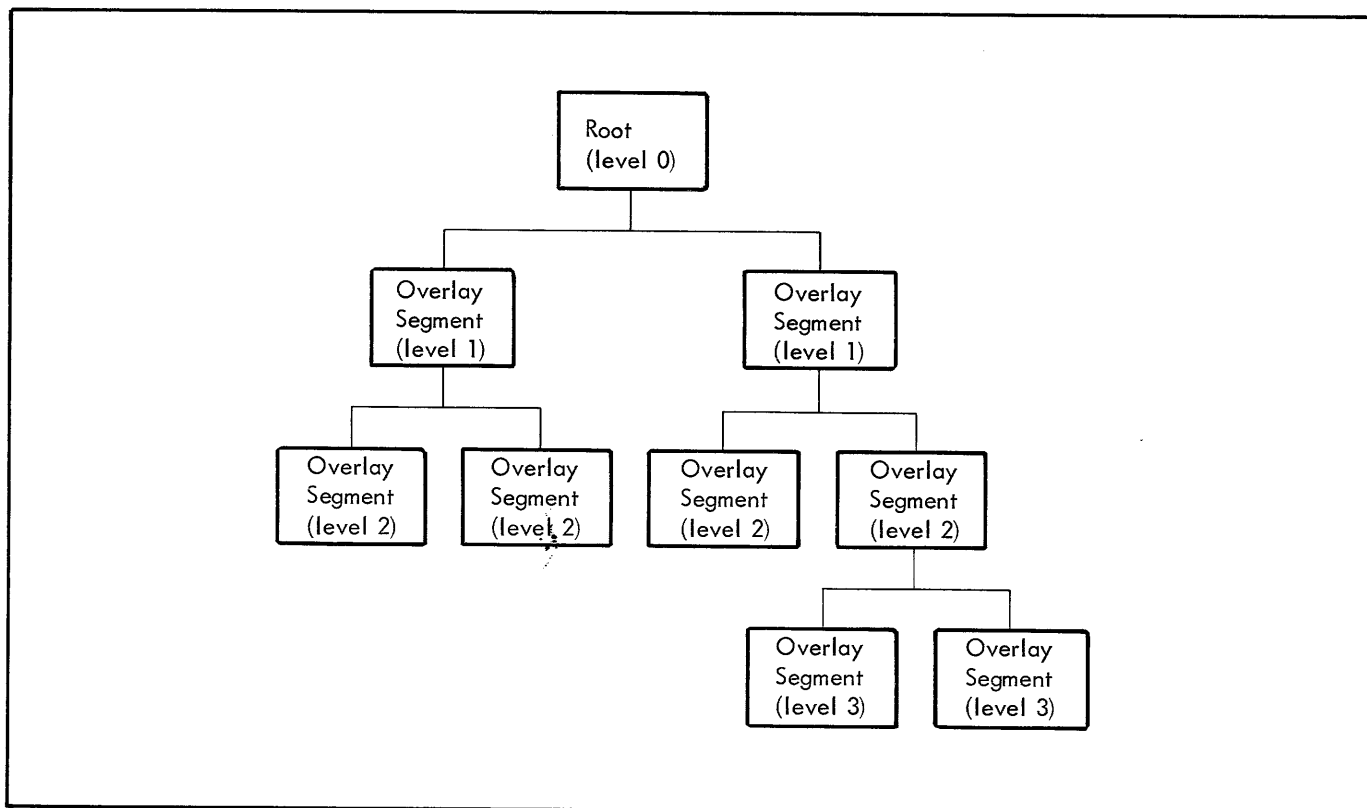 Root
(level 0)
Overlay
Segment
(level 1)
Overlay
Segment
(level 1)
Overlay
Segment
(level 2)
Overlay
Segment
(level 2)
Overlay
Segment
(level 2)
Overlay
Segment
(level 2)
Overlay
Segment
(level 3)
Overlay
Segment
(level 3)